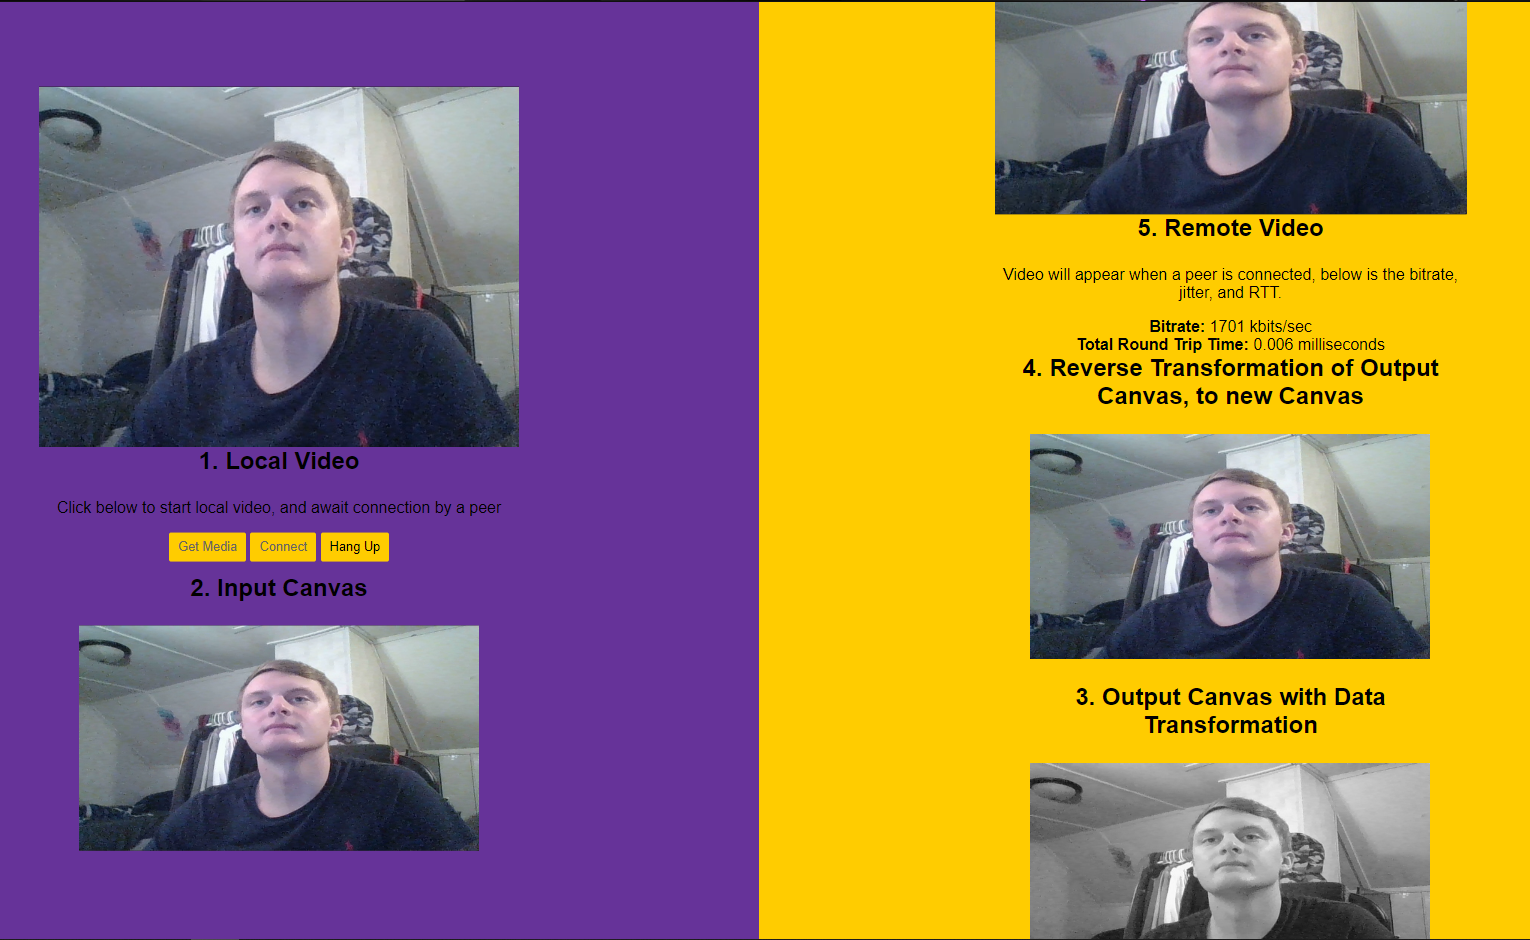 1. Local Video
Click below to start local video, and await connection by a peer
Get Media
Connect
Hang Up
2. Input Canvas
5. Remote Video
Video will appear when a peer is connected, below is the bitrate,
jitter, and RTT.
Bitrate: 1701 kbits/sec
Total Round Trip Time: 0.006 milliseconds
4. Reverse Transformation of Output
Canvas, to new Canvas
3. Output Canvas with Data
Transformation